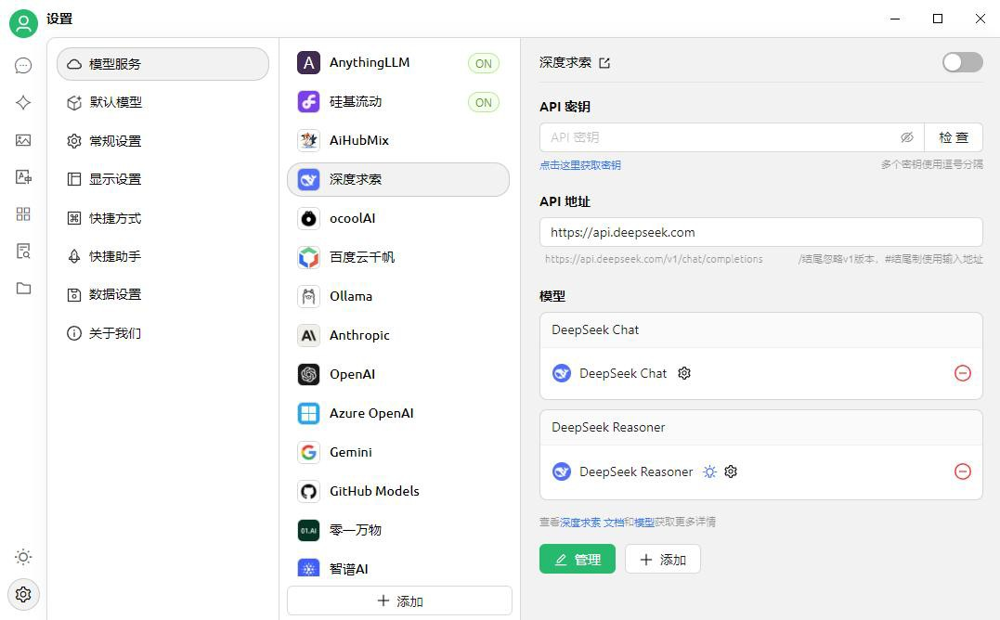 设置
模型服务
默认模型
常规设置
显示设置
快捷方式
快捷助手
数据设置
关于我们
A AnythingLLM ON
硅基流动 ON
AiHubMix
深度求索
ocoolAI
百度云千帆
Ollama
AI Anthropic
OpenAI
Azure OpenAI
Gemini
GitHub Models
01.AI 零一万物
智谱AI
添加
深度求索
API 密钥
API 密钥 检 查
点击这里获取密钥 多个密钥使用逗号分隔
API 地址
https://api.deepseek.com
https://api.deepseek.com/v1/chat/completions /结尾忽略v1版本，#结尾制使用输入地址
模型
DeepSeek Chat
DeepSeek Chat
DeepSeek Reasoner
DeepSeek Reasoner
查看深度求索 文档和模型获取更多详情
管理 添加